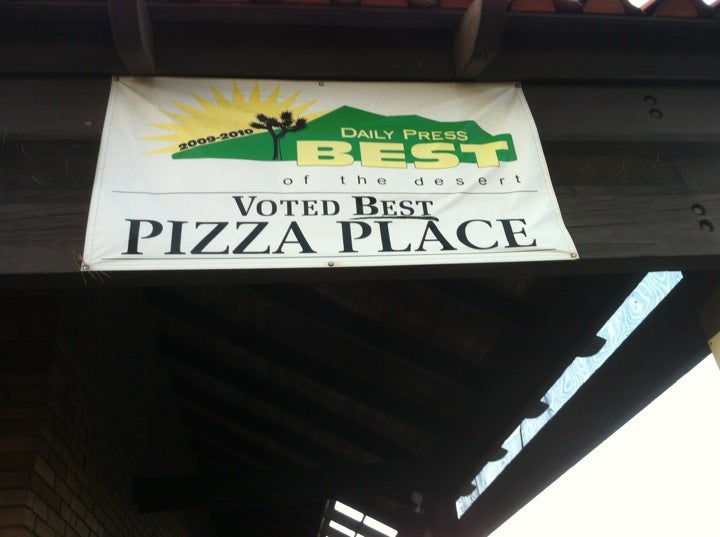 2009-2010
DAILY PRESS
BEST
of the desert
VOTED BEST
PIZZA PLACE